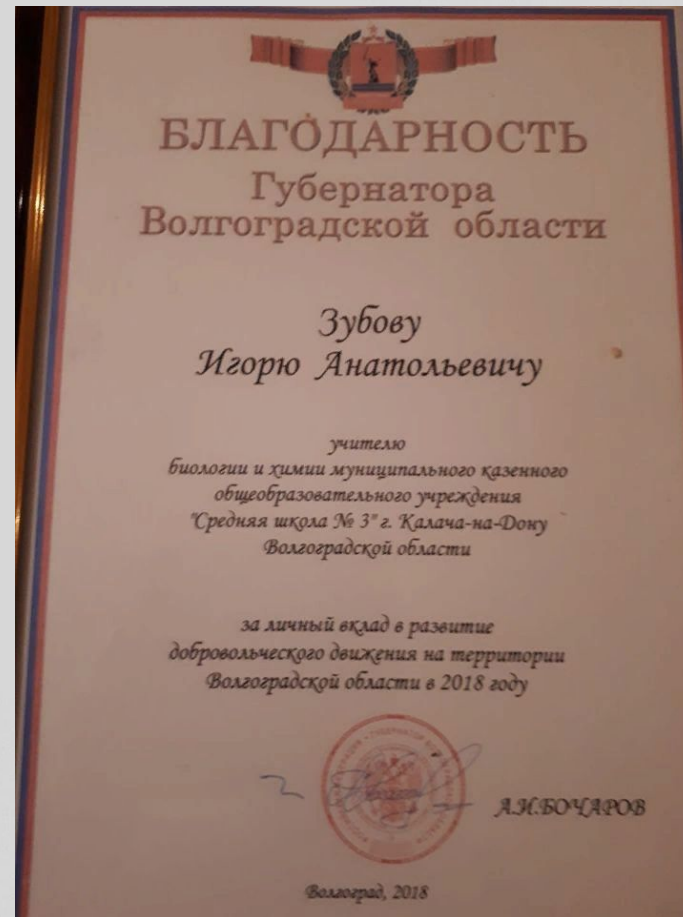 БЛАГОДАРНОСТЬ
Губернатора
Волгоградской области
Зубову
Игорю Анатольевичу
учителю
биологии и химии муниципального казенного
общеобразовательного учреждения
"Средняя школа № 3" г. Калача-на-Дону
Волгоградской области
за личный вклад в развитие
добровольческого движения на территории
Волгоградской области в 2018 году
А.И.БОЧАРОВ
Волгоград, 2018